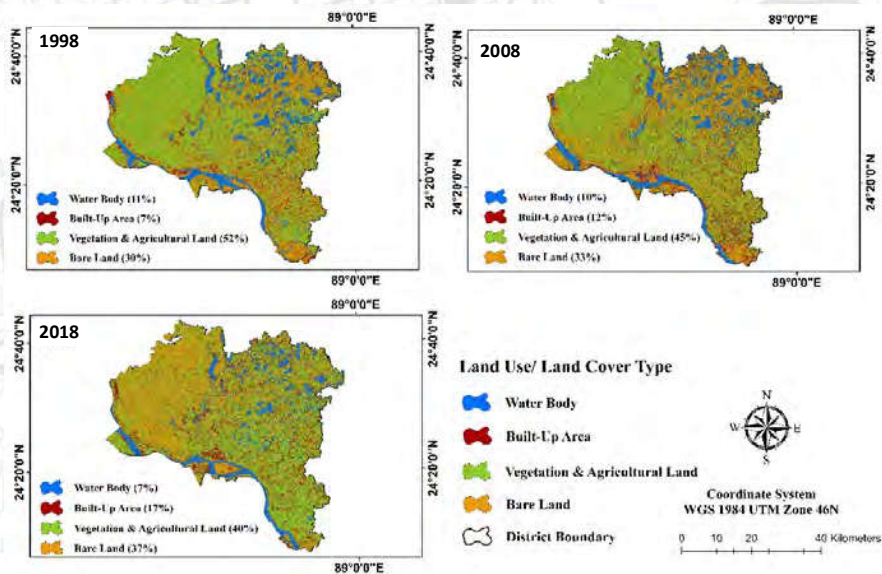 89°0'0"E
1998
24°40'0"N
24°20'0"N
24°40'0"N
24°20'0"N
Water Body (11%)
Built-Up Area (7%)
Vegetation & Agricultural Land (52%)
Bare Land (30%)
89°0'0"E
89°0'0"E
2008
24°40'0"N
24°20'0"N
24°40'0"N
24°20'0"N
Water Body (10%)
Built-Up Area (12%)
Vegetation & Agricultural Land (45%)
Bare Land (33%)
89°0'0"E
89°0'0"E
2018
24°40'0"N
24°20'0"N
24°40'0"N
24°20'0"N
Water Body (7%)
Built-Up Area (17%)
Vegetation & Agricultural Land (40%)
Bare Land (37%)
89°0'0"E
Land Use/ Land Cover Type
Water Body
Built-Up Area
Vegetation & Agricultural Land
Bare Land
District Boundary
N
W
E
S
Coordinate System
WGS 1984 UTM Zone 46N
0 20 40 Kilometers